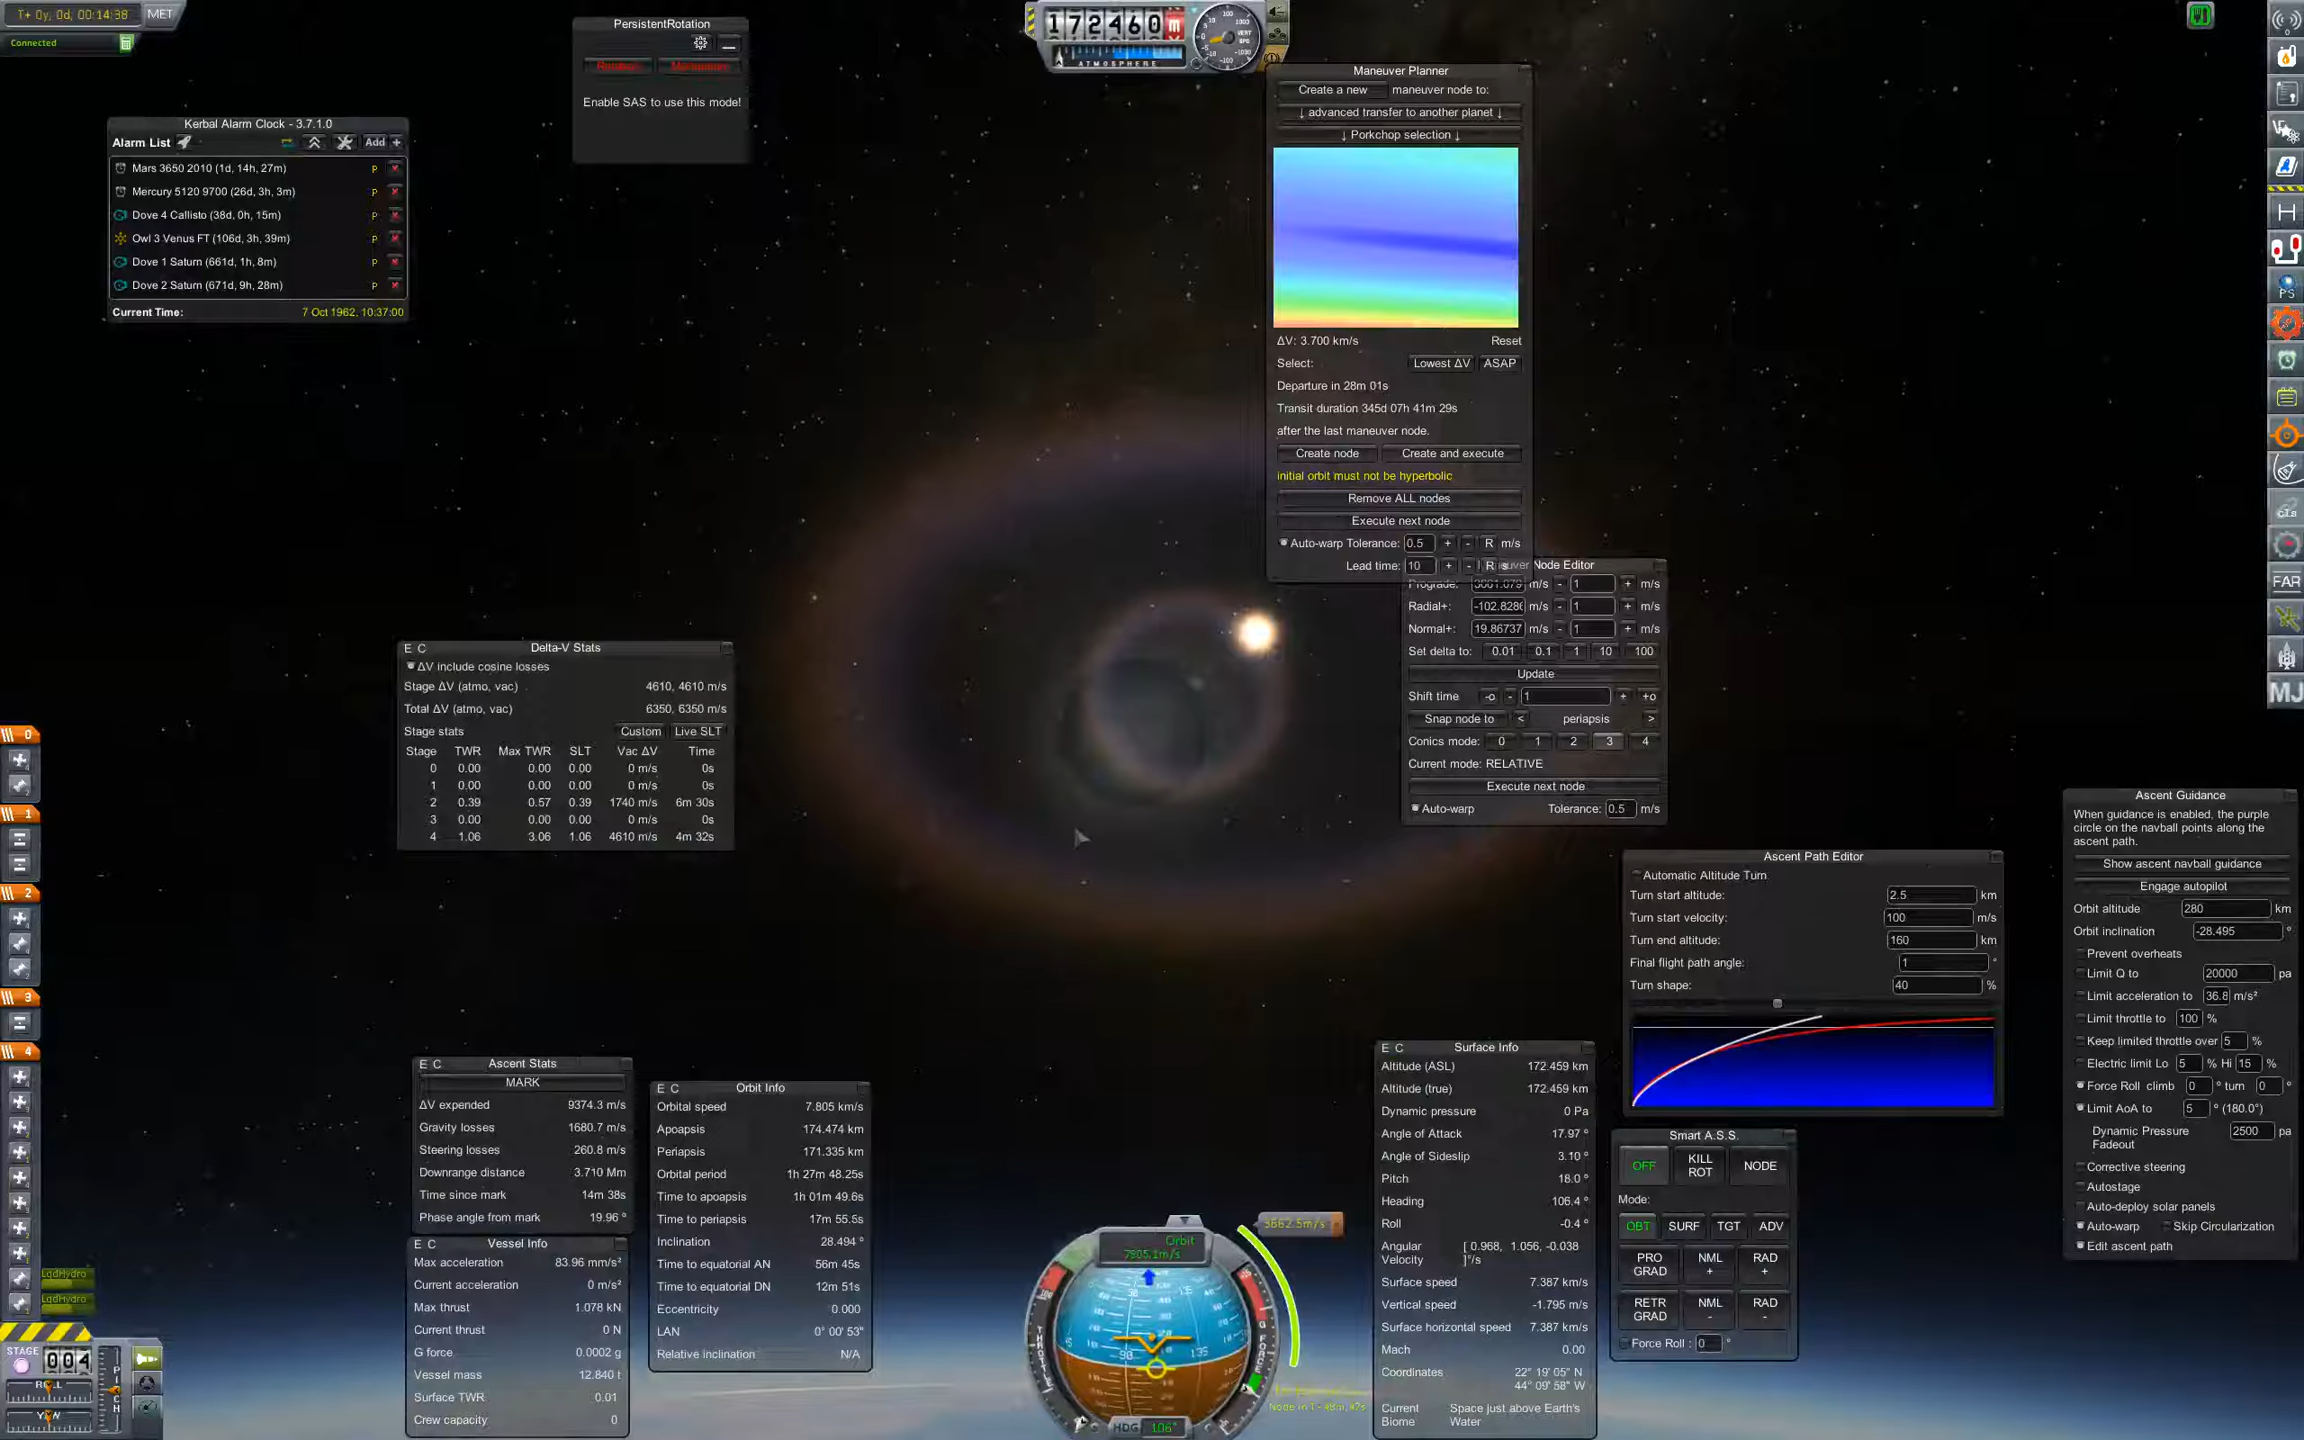 T+ 0y, 0d, 00:14:38 MET
Connected
PersistentRotation
Enable SAS to use this mode!
172460 m
ATMOSPHERE
Kerbal Alarm Clock - 3.7.1.0
Alarm List Add +
Mars 3650 2010 (1d, 14h, 27m) P
Mercury 5120 9700 (26d, 3h, 3m) P
Dove 4 Callisto (38d, 0h, 15m) P
Owl 3 Venus FT (106d, 3h, 39m) P
Dove 1 Saturn (661d, 1h, 8m) P
Dove 2 Saturn (671d, 9h, 28m) P
Current Time: 7 Oct 1962, 10:37:00
Maneuver Planner
Create a new maneuver node to:
↓ advanced transfer to another planet ↓
↓ Porkchop selection ↓
ΔV: 3.700 km/s Reset
Select: Lowest ΔV ASAP
Departure in 28m 01s
Transit duration 345d 07h 41m 29s
after the last maneuver node.
Create node Create and execute
initial orbit must not be hyperbolic
Remove ALL nodes
Execute next node
Auto-warp Tolerance: 0.5 + - R m/s
Lead time: 10 + - R s
Node Editor
Prograde: m/s - 1 + m/s
Radial+: -102.828 m/s - 1 + m/s
Normal+: 19.86737 m/s - 1 + m/s
Set delta to: 0.01 0.1 1 10 100
Update
Shift time -o - 1 + +o
Snap node to < periapsis >
Conics mode: 0 1 2 3 4
Current mode: RELATIVE
Execute next node
Auto-warp Tolerance: 0.5 m/s
E C Delta-V Stats
ΔV include cosine losses
Stage ΔV (atmo, vac) 4610, 4610 m/s
Total ΔV (atmo, vac) 6350, 6350 m/s
Stage stats Custom Live SLT
Stage TWR Max TWR SLT Vac ΔV Time
0 0.00 0.00 0.00 0 m/s 0s
1 0.00 0.00 0.00 0 m/s 0s
2 0.39 0.57 0.39 1740 m/s 6m 30s
3 0.00 0.00 0.00 0 m/s 0s
4 1.06 3.06 1.06 4610 m/s 4m 32s
PS
CLS
FAR
MJ
0
1
2
3
4
Ascent Guidance
When guidance is enabled, the purple
circle on the navball points along the
ascent path.
Show ascent navball guidance
Engage autopilot
Orbit altitude 280 km
Orbit inclination -28.495 °
Prevent overheats
Limit Q to 20000 pa
Limit acceleration to 36.8 m/s²
Limit throttle to 100 %
Keep limited throttle over 5 %
Electric limit Lo 5 % Hi 15 %
Force Roll climb 0 ° turn 0 °
Limit AoA to 5 ° (180.0°)
Dynamic Pressure
Fadeout 2500 pa
Corrective steering
Autostage
Auto-deploy solar panels
Auto-warp Skip Circularization
Edit ascent path
Ascent Path Editor
Automatic Altitude Turn
Turn start altitude: 2.5 km
Turn start velocity: 100 m/s
Turn end altitude: 160 km
Final flight path angle: 1 °
Turn shape: 40 %
E C Ascent Stats
MARK
ΔV expended 9374.3 m/s
Gravity losses 1680.7 m/s
Steering losses 260.8 m/s
Downrange distance 3.710 Mm
Time since mark 14m 38s
Phase angle from mark 19.96 °
E C Vessel Info
Max acceleration 83.96 mm/s²
Current acceleration 0 m/s²
Max thrust 1.078 kN
Current thrust 0 N
G force 0.0002 g
Vessel mass 12.840 t
Surface TWR 0.01
Crew capacity 0
E C Orbit Info
Orbital speed 7.805 km/s
Apoapsis 174.474 km
Periapsis 171.335 km
Orbital period 1h 27m 48.25s
Time to apoapsis 1h 01m 49.6s
Time to periapsis 17m 55.5s
Inclination 28.494 °
Time to equatorial AN 56m 45s
Time to equatorial DN 12m 51s
Eccentricity 0.000
LAN 0° 00' 53"
Relative inclination N/A
E C Surface Info
Altitude (ASL) 172.459 km
Altitude (true) 172.459 km
Dynamic pressure 0 Pa
Angle of Attack 17.97 °
Angle of Sideslip 3.10 °
Pitch 18.0 °
Heading 106.4 °
Roll -0.4 °
Angular Velocity [ 0.968, 1.056, -0.038 ]°/s
Surface speed 7.387 km/s
Vertical speed -1.795 m/s
Surface horizontal speed 7.387 km/s
Mach 0.00
Coordinates 22° 19' 05" N
44° 09' 58" W
Current Biome Space just above Earth's Water
Smart A.S.S.
OFF KILL ROT NODE
Mode:
OBT SURF TGT ADV
PRO GRAD NML + RAD +
RETR GRAD NML - RAD -
Force Roll : 0 °
Orbit
7805.1m/s
3662.5m/s
THROTTLE
G FORCE
HDG 106°
LqdHydro
LqdHydro
STAGE 004
ROLL
YAW
PITCH